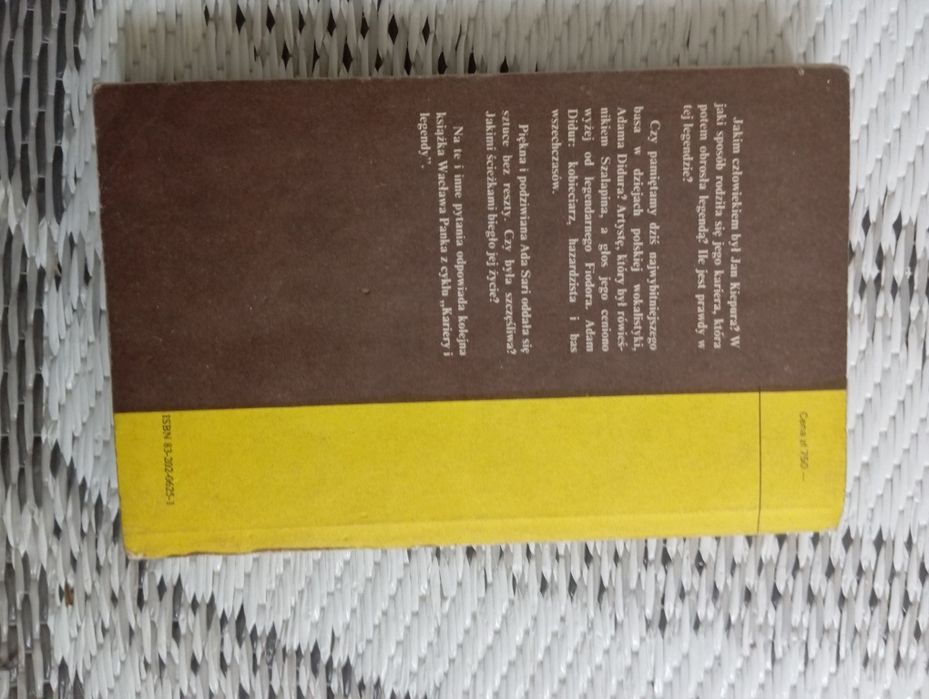 Jakim człowiekiem był Jan Kiepura? W
jaki sposób rodziła się jego kariera, która
potem obrosła legendą? Ile jest prawdy w
tej legendzie?
Czy pamiętamy dziś najwybitniejszego
basa w dziejach polskiej wokalistyki,
Adama Didura? Artystę, który był rówieś-
nikiem Szalapina, a głos jego ceniono
wyżej od legendarnego Fiodora. Adam
Didur: kobieciarz, hazardzista i bas
wszechczasów.
Piękna i podziwiana Ada Sari oddała się
sztuce bez reszty. Czy była szczęśliwa?
Jakimi ścieżkami biegło jej życie?
Na te i inne pytania odpowiada kolejna
książka Wacława Panka z cyklu „Kariery i
legendy".
Cena zł 750 —
ISBN 83-202-0625-1